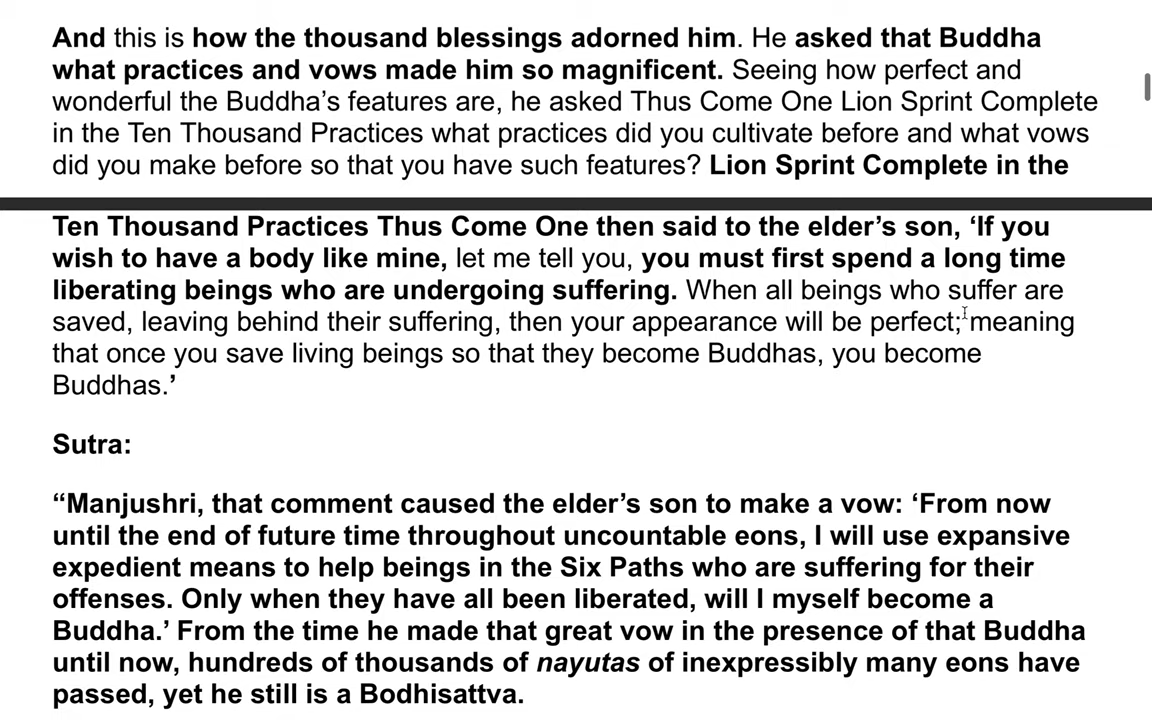 And this is how the thousand blessings adorned him. He asked that Buddha
what practices and vows made him so magnificent. Seeing how perfect and
wonderful the Buddha’s features are, he asked Thus Come One Lion Sprint Complete
in the Ten Thousand Practices what practices did you cultivate before and what vows
did you make before so that you have such features? Lion Sprint Complete in the
Ten Thousand Practices Thus Come One then said to the elder’s son, ‘If you
wish to have a body like mine, let me tell you, you must first spend a long time
liberating beings who are undergoing suffering. When all beings who suffer are
saved, leaving behind their suffering, then your appearance will be perfect; meaning
that once you save living beings so that they become Buddhas, you become
Buddhas.’
Sutra:
“Manjushri, that comment caused the elder’s son to make a vow: ‘From now
until the end of future time throughout uncountable eons, I will use expansive
expedient means to help beings in the Six Paths who are suffering for their
offenses. Only when they have all been liberated, will I myself become a
Buddha.’ From the time he made that great vow in the presence of that Buddha
until now, hundreds of thousands of nayutas of inexpressibly many eons have
passed, yet he still is a Bodhisattva.